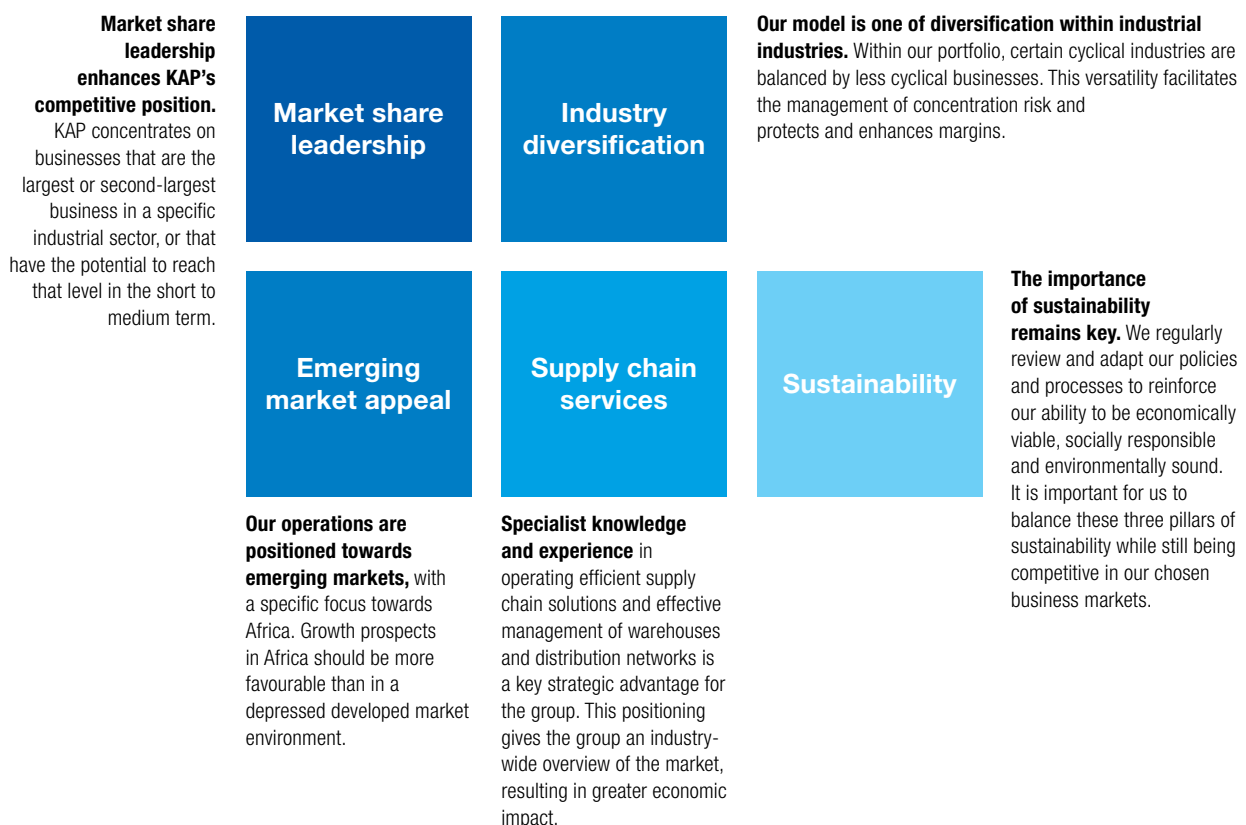 Market share
leadership
enhances KAP's
competitive position.
KAP concentrates on
businesses that are the
largest or second-largest
business in a specific
industrial sector, or that
have the potential to reach
that level in the short to
medium term.
Market share
leadership
Industry
diversification
Our model is one of diversification within industrial
industries. Within our portfolio, certain cyclical industries are
balanced by less cyclical businesses. This versatility facilitates
the management of concentration risk and
protects and enhances margins.
Emerging
market appeal
Our operations are
positioned towards
emerging markets, with
a specific focus towards
Africa. Growth prospects
in Africa should be more
favourable than in a
depressed developed market
environment.
Supply chain
services
Specialist knowledge
and experience in
operating efficient supply
chain solutions and effective
management of warehouses
and distribution networks is
a key strategic advantage for
the group. This positioning
gives the group an industry-
wide overview of the market,
resulting in greater economic
impact.
Sustainability
The importance
of sustainability
remains key. We regularly
review and adapt our policies
and processes to reinforce
our ability to be economically
viable, socially responsible
and environmentally sound.
It is important for us to
balance these three pillars of
sustainability while still being
competitive in our chosen
business markets.